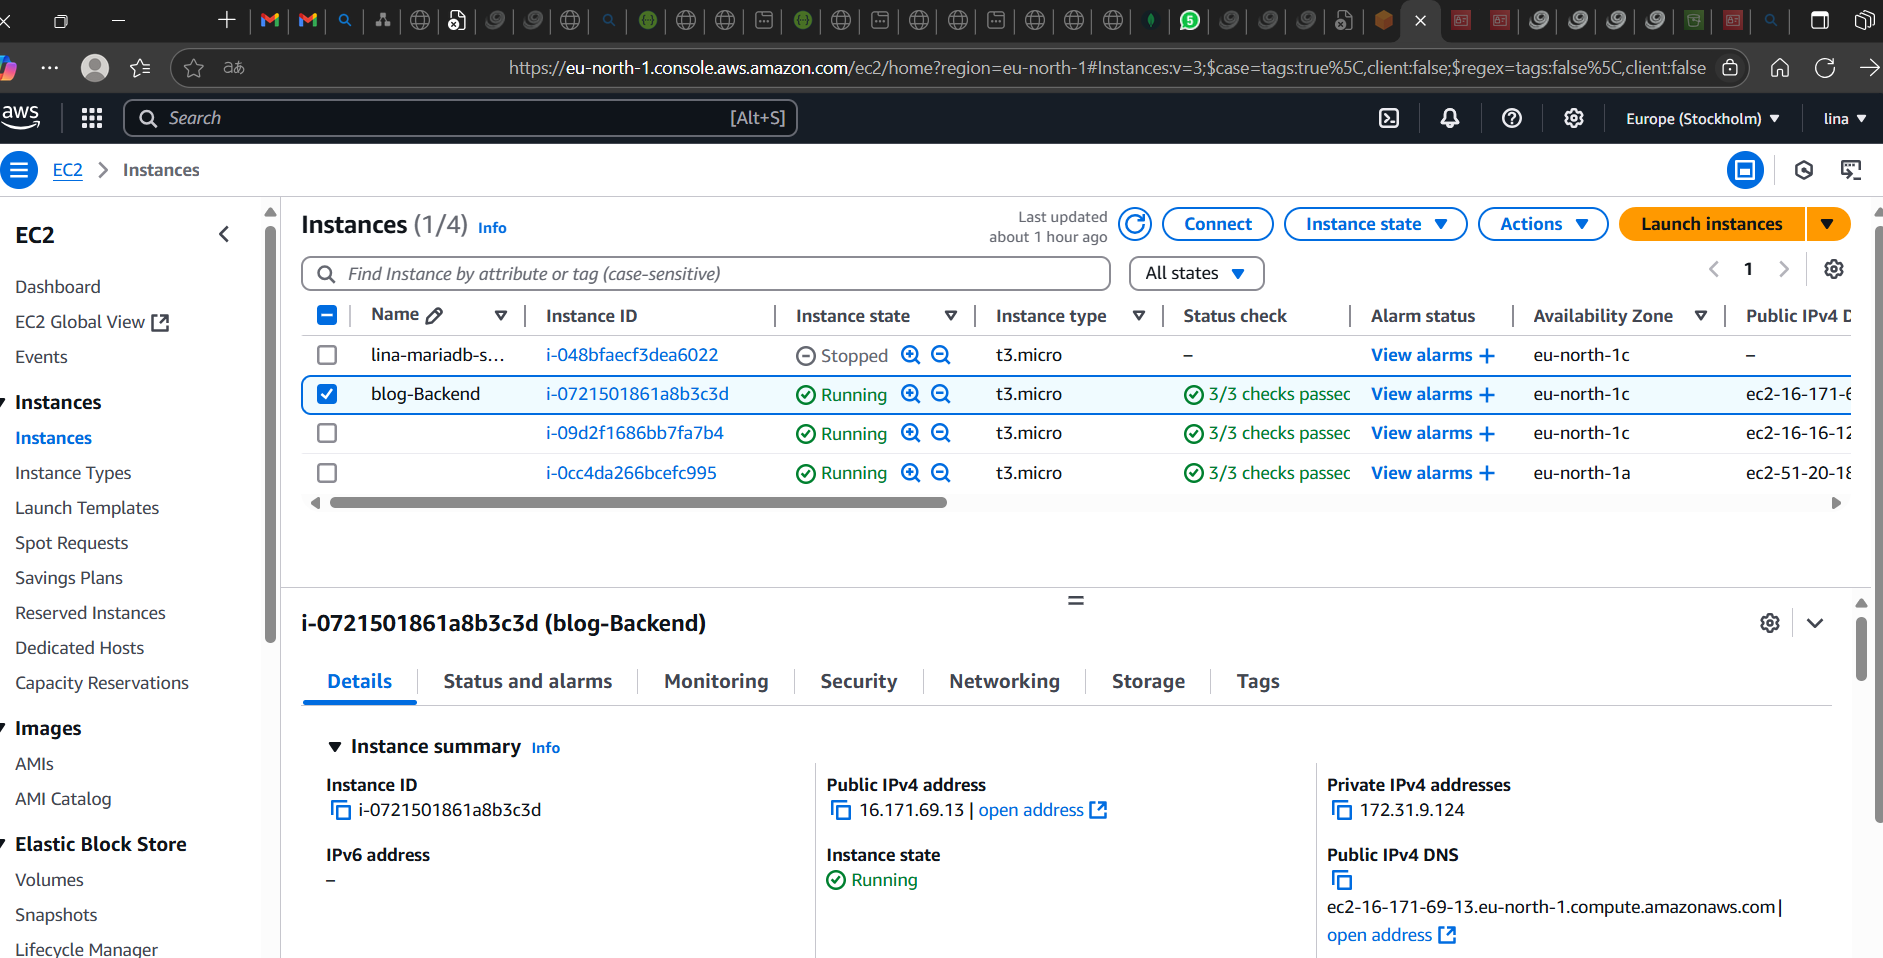 5
https://eu-north-1.console.aws.amazon.com/ec2/home?region=eu-north-1#Instances:v=3;$case=tags:true%5C,client:false;$regex=tags:false%5C,client:false
aws
Search
[Alt+S]
Europe (Stockholm)
lina
EC2
Instances
EC2
Dashboard
EC2 Global View
Events
Instances
Instances
Instance Types
Launch Templates
Spot Requests
Savings Plans
Reserved Instances
Dedicated Hosts
Capacity Reservations
Images
AMIs
AMI Catalog
Elastic Block Store
Volumes
Snapshots
Lifecycle Manager
Instances (1/4) Info
Last updated
about 1 hour ago
Connect
Instance state
Actions
Launch instances
Find Instance by attribute or tag (case-sensitive)
All states
1
Name Instance ID Instance state Instance type Status check Alarm status Availability Zone Public IPv4 D
lina-mariadb-s... i-048bfaecf3dea6022 Stopped t3.micro – View alarms + eu-north-1c –
blog-Backend i-0721501861a8b3c3d Running t3.micro 3/3 checks passec View alarms + eu-north-1c ec2-16-171-6
i-09d2f1686bb7fa7b4 Running t3.micro 3/3 checks passec View alarms + eu-north-1c ec2-16-16-12
i-0cc4da266bcefc995 Running t3.micro 3/3 checks passec View alarms + eu-north-1a ec2-51-20-18
i-0721501861a8b3c3d (blog-Backend)
Details
Status and alarms
Monitoring
Security
Networking
Storage
Tags
Instance summary Info
Instance ID
i-0721501861a8b3c3d
IPv6 address
–
Public IPv4 address
16.171.69.13 | open address
Instance state
Running
Private IPv4 addresses
172.31.9.124
Public IPv4 DNS
ec2-16-171-69-13.eu-north-1.compute.amazonaws.com |
open address